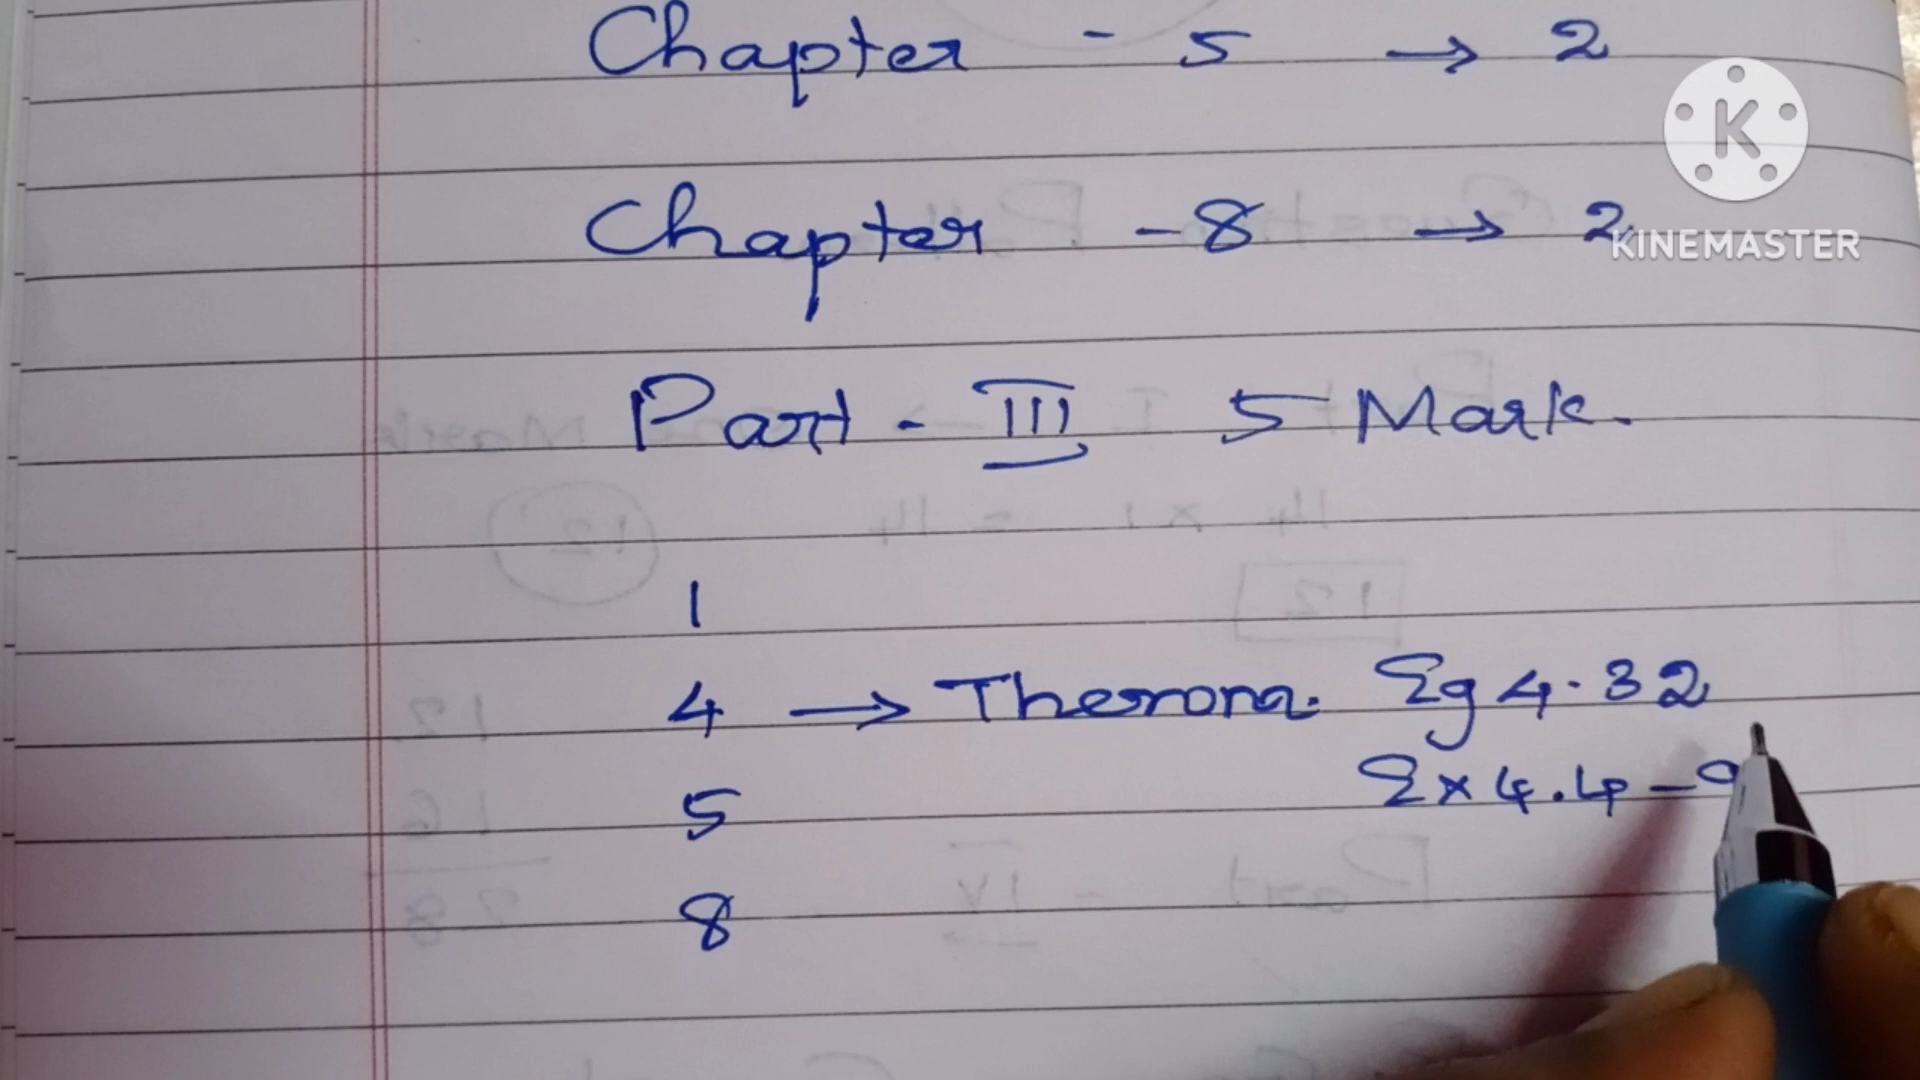 Chapter - 5 → 2
K
Chapter - 8 → 2
KINEMASTER
Part - III 5 Mark.
1
4 → Therorm. Eg 4.32
5 Ex 4.4 -
8